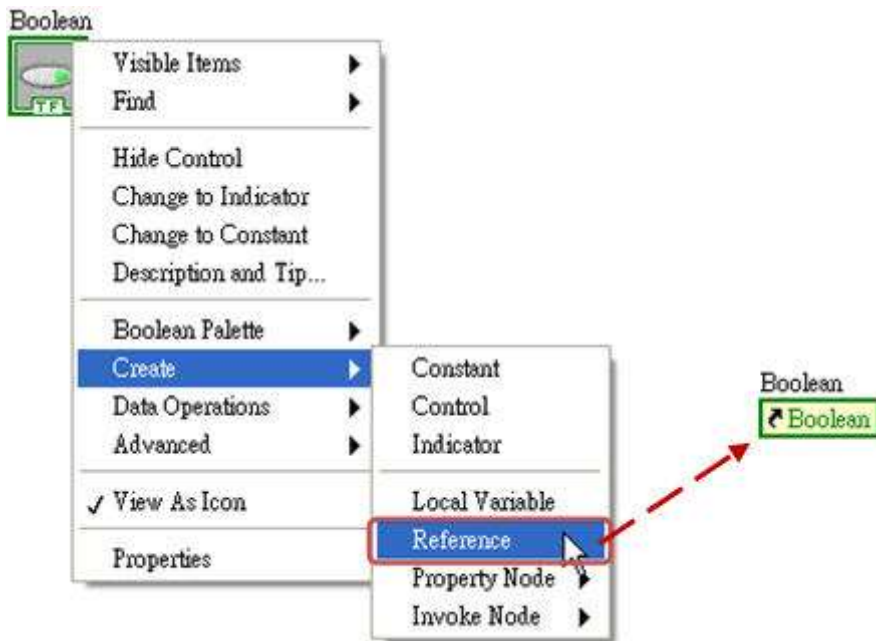 Boolean
TF
Visible Items
Find
Hide Control
Change to Indicator
Change to Constant
Description and Tip...
Boolean Palette
Create
Data Operations
Advanced
View As Icon
Properties
Constant
Control
Indicator
Local Variable
Reference
Property Node
Invoke Node
Boolean
Boolean